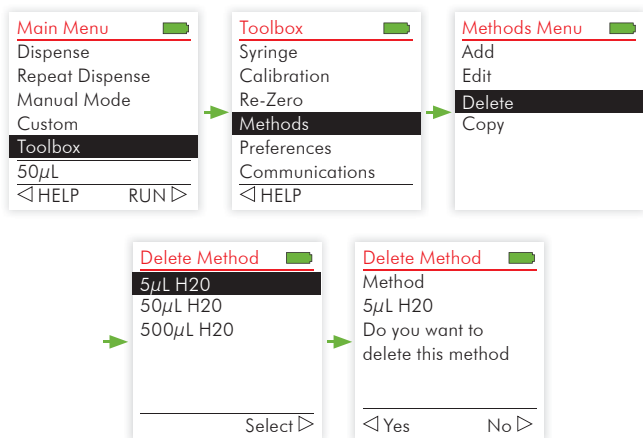 Main Menu
Dispense
Repeat Dispense
Manual Mode
Custom
Toolbox
50µL
◁ HELP RUN ▷
Toolbox
Syringe
Calibration
Re-Zero
Methods
Preferences
Communications
◁ HELP
Methods Menu
Add
Edit
Delete
Copy
Delete Method
5µL H20
50µL H20
500µL H20
Select ▷
Delete Method
Method
5µL H20
Do you want to
delete this method
◁ Yes No ▷